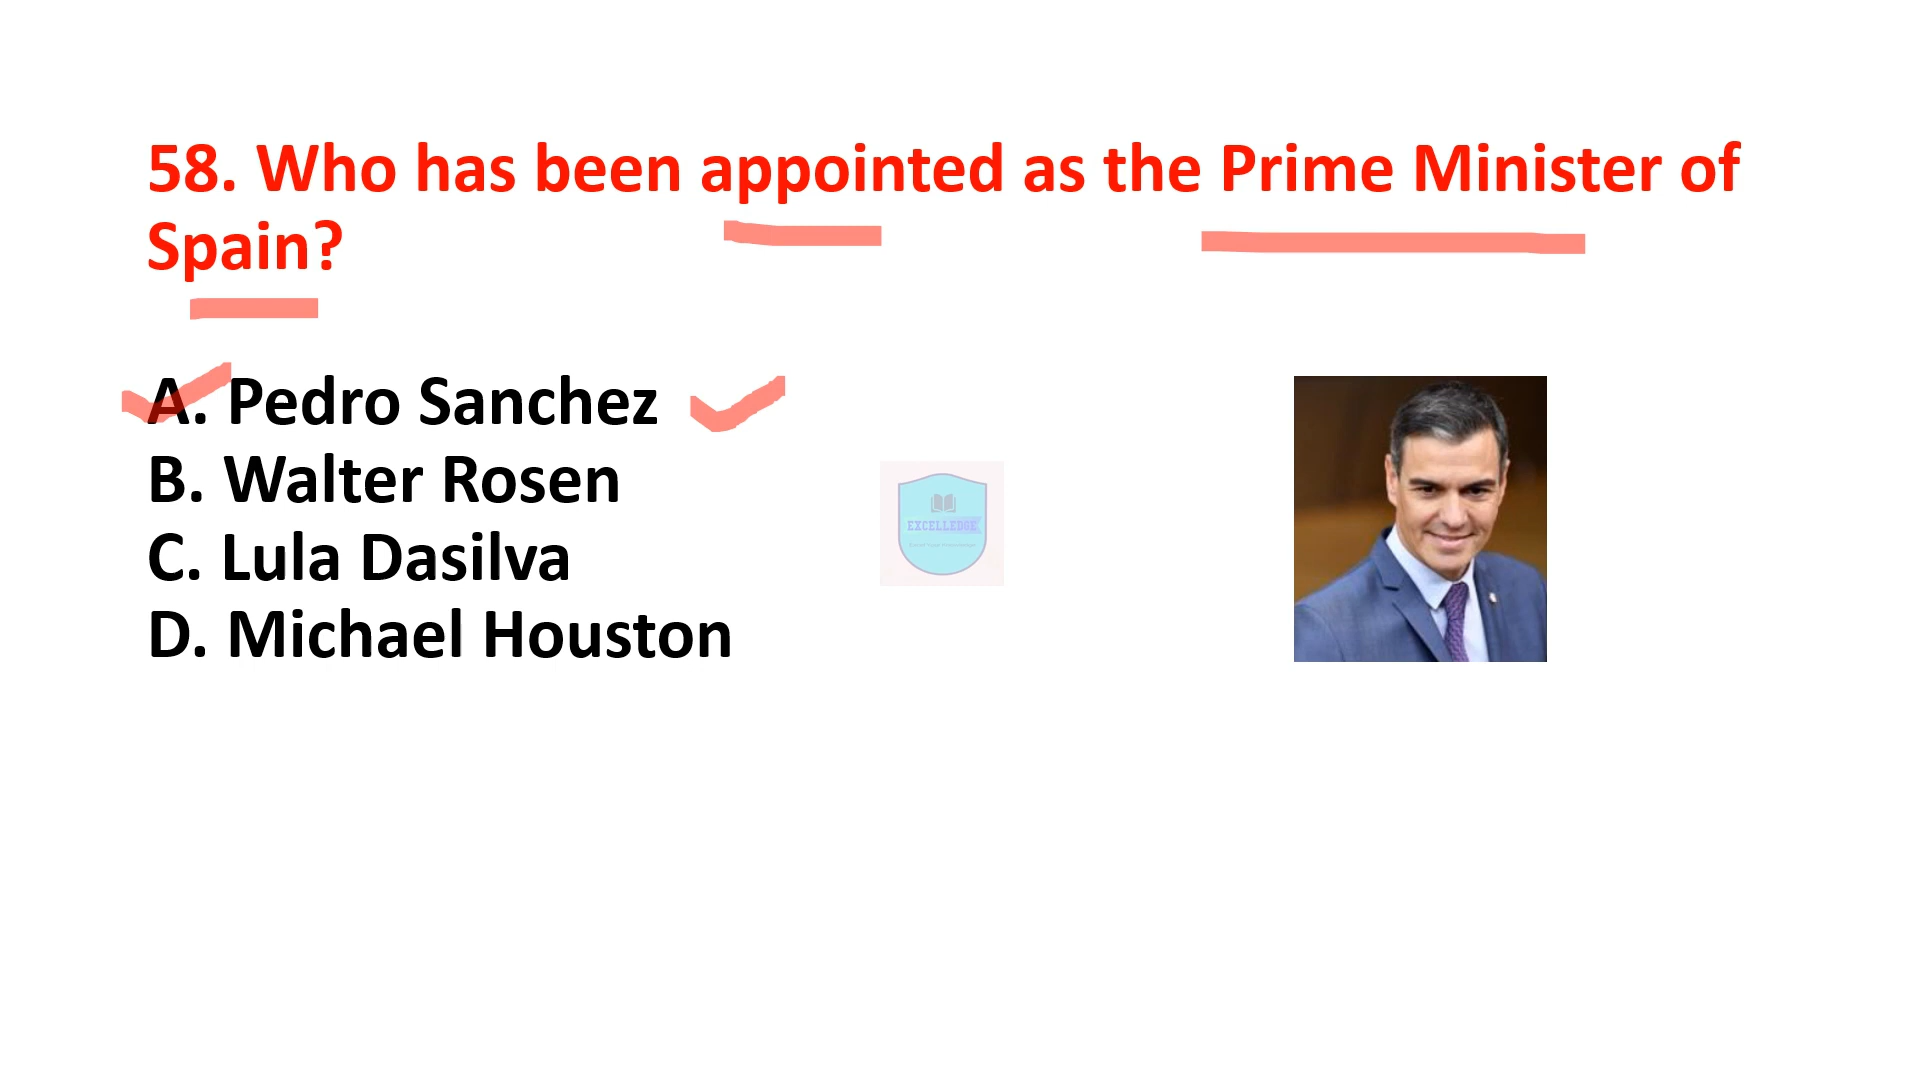 58. Who has been appointed as the Prime Minister of
Spain?
A. Pedro Sanchez
B. Walter Rosen
C. Lula Dasilva
D. Michael Houston
EXCELLEDGE